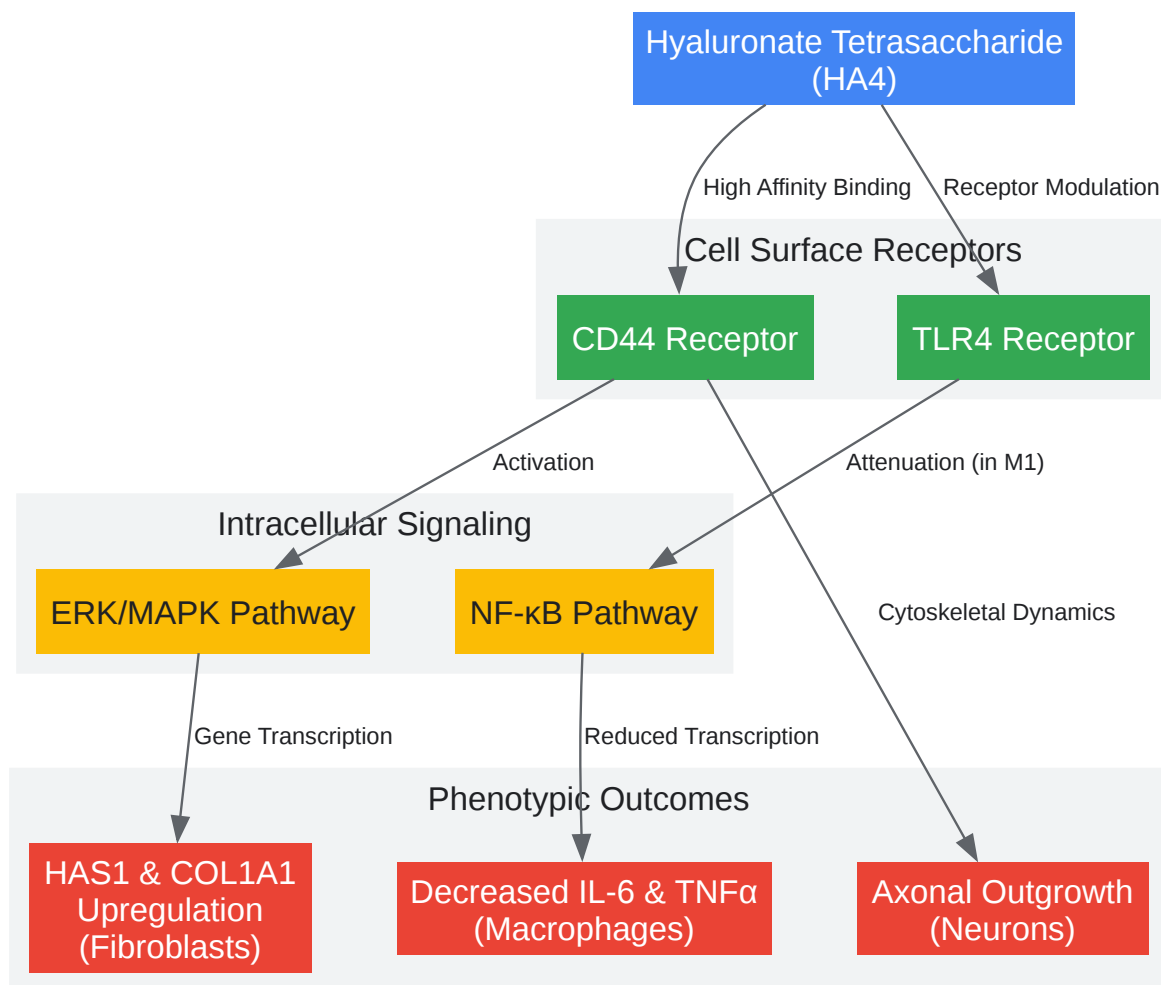 Hyaluronate Tetrasaccharide
(HA4)
High Affinity Binding
Receptor Modulation
Cell Surface Receptors
CD44 Receptor
TLR4 Receptor
Activation
Attenuation (in M1)
Intracellular Signaling
ERK/MAPK Pathway
NF-κB Pathway
Cytoskeletal Dynamics
Gene Transcription
Reduced Transcription
Phenotypic Outcomes
HAS1 & COL1A1
Upregulation
(Fibroblasts)
Decreased IL-6 & TNFα
(Macrophages)
Axonal Outgrowth
(Neurons)